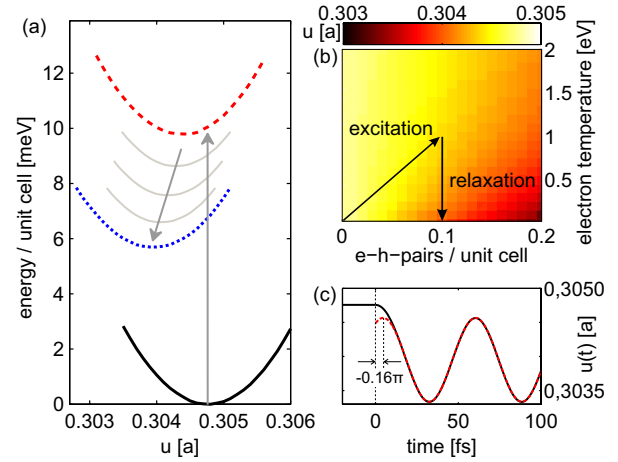 (a)
energy / unit cell [meV]
12
10
8
6
4
2
0
0.303
0.304
0.305
0.306
u [a]
0.303
0.304
0.305
u [a]
(b)
excitation
relaxation
2
1.5
1
0.5
electron temperature [eV]
0
0.1
0.2
e−h−pairs / unit cell
(c)
-0.16π
0,3050
0,3035
u(t) [a]
0
50
100
time [fs]